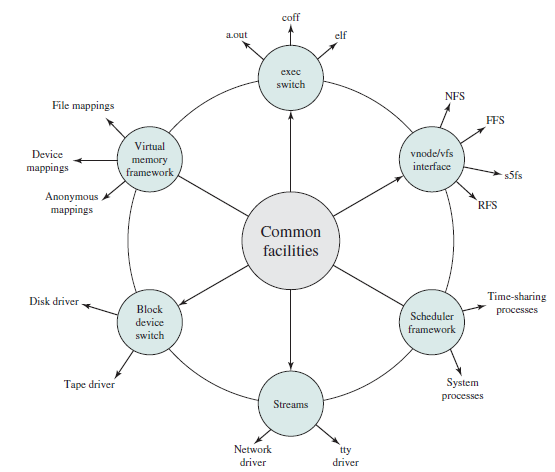 coff
a.out
elf
exec
switch
File mappings
NFS
FFS
Virtual
memory
framework
Device
mappings
vnode/vfs
interface
s5fs
Anonymous
mappings
RFS
Common
facilities
Disk driver
Block
device
switch
Time-sharing
processes
Scheduler
framework
Tape driver
System
processes
Streams
Network
driver
tty
driver